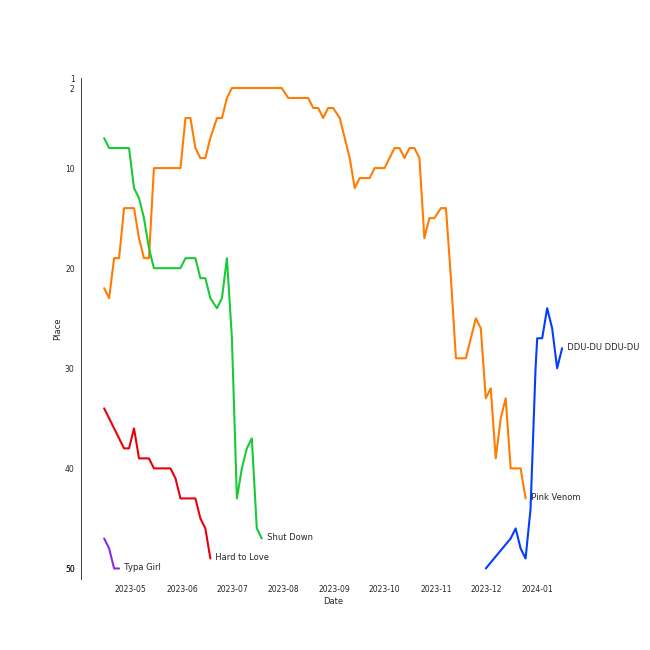 1
2
10
20
30
40
50
Place
DDU-DU DDU-DU
Pink Venom
Shut Down
Hard to Love
Typa Girl
2023-05 2023-06 2023-07 2023-08 2023-09 2023-10 2023-11 2023-12 2024-01
Date